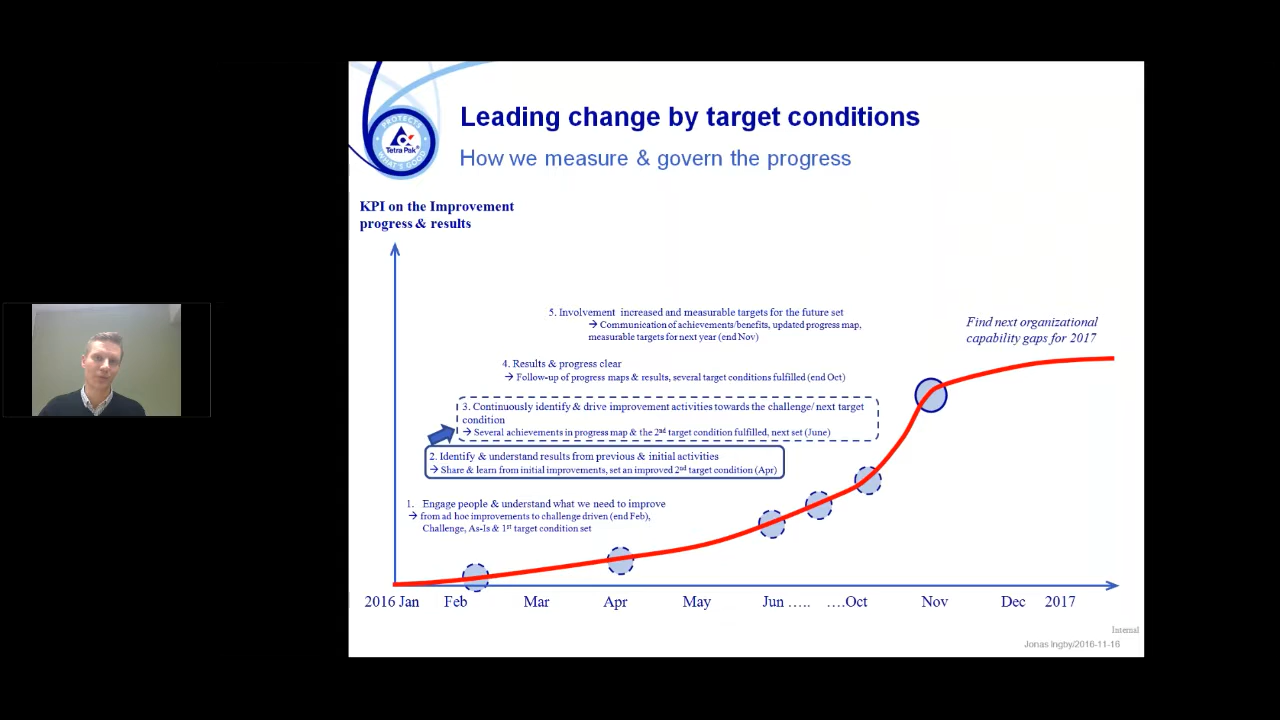 Leading change by target conditions
How we measure & govern the progress
PROTECTS
Tetra Pak
WHAT'S GOOD
KPI on the Improvement
progress & results
5. Involvement increased and measurable targets for the future set
→ Communication of achievements/benefits, updated progress map,
measurable targets for next year (end Nov)
Find next organizational
capability gaps for 2017
4. Results & progress clear
→ Follow-up of progress maps & results, several target conditions fulfilled (end Oct)
3. Continuously identify & drive improvement activities towards the challenge/ next target
condition
→ Several achievements in progress map & the 2nd target condition fulfilled, next set (June)
2. Identify & understand results from previous & initial activities
→ Share & learn from initial improvements, set an improved 2nd target condition (Apr)
1. Engage people & understand what we need to improve
→ from ad hoc improvements to challenge driven (end Feb),
Challenge, As-Is & 1st target condition set
2016 Jan Feb Mar Apr May Jun ….. ….Oct Nov Dec 2017
Internal
Jonas Ingby/2016-11-16